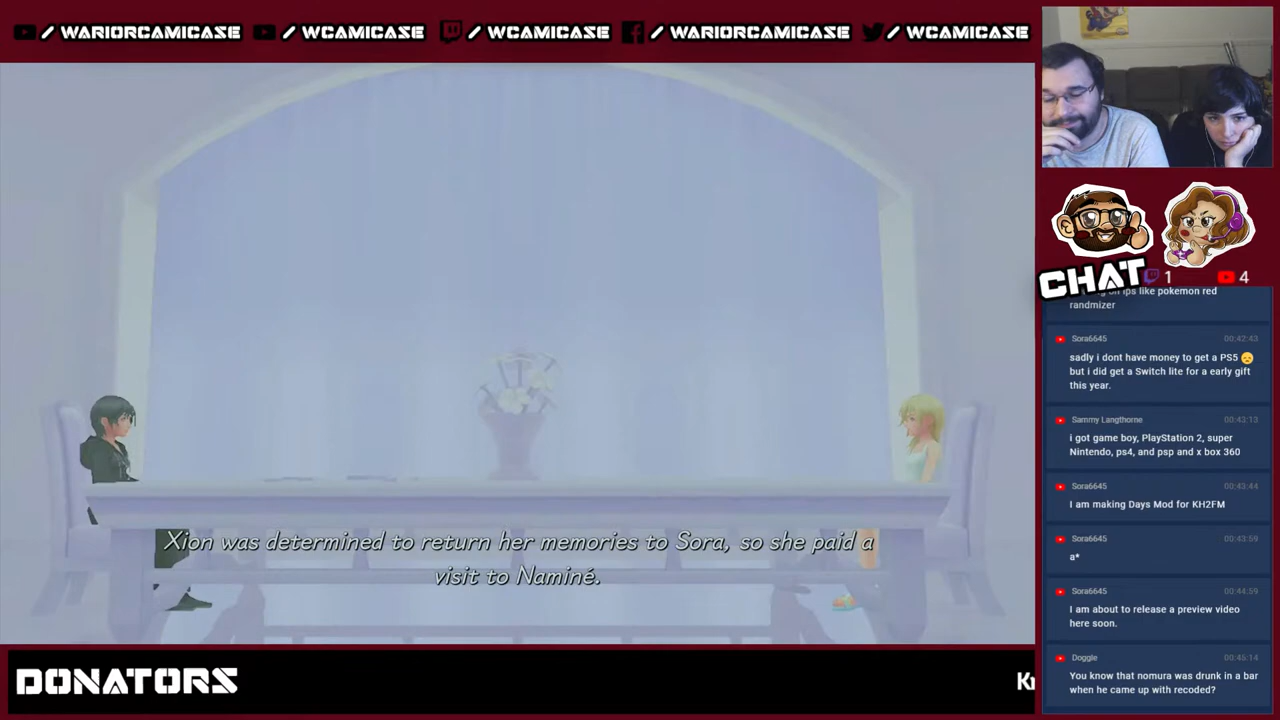 / WARIORCAMICASE / WCAMICASE / WCAMICASE / WARIORCAMICASE / WCAMICASE
Xion was determined to return her memories to Sora, so she paid a
visit to Naminé.
DONATORS
CHAT 1 4
ips like pokemon red
randmizer
Sora6645 00:42:43
sadly i dont have money to get a PS5 😔
but i did get a Switch lite for a early gift
this year.
Sammy Langthorne 00:43:13
i got game boy, PlayStation 2, super
Nintendo, ps4, and psp and x box 360
Sora6645 00:43:44
I am making Days Mod for KH2FM
Sora6645 00:43:59
a*
Sora6645 00:44:59
I am about to release a preview video
here soon.
Doggle 00:45:14
You know that nomura was drunk in a bar
when he came up with recoded?